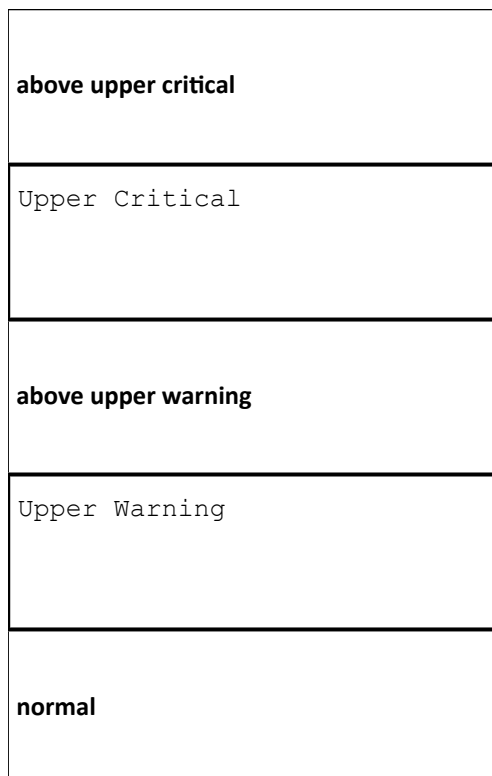 above upper critical
Upper Critical
above upper warning
Upper Warning
normal